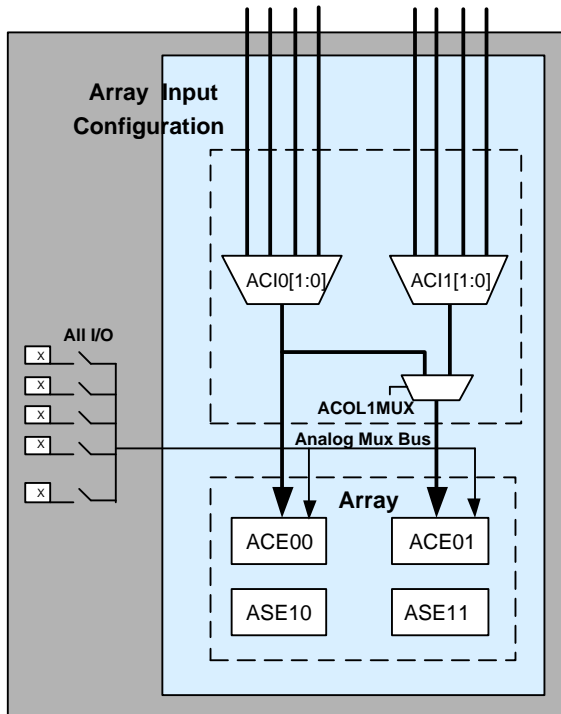 Array Input
Configuration
ACI0[1:0]
ACI1[1:0]
All I/O
X
X
X
X
X
ACOL1MUX
Analog Mux Bus
Array
ACE00
ACE01
ASE10
ASE11